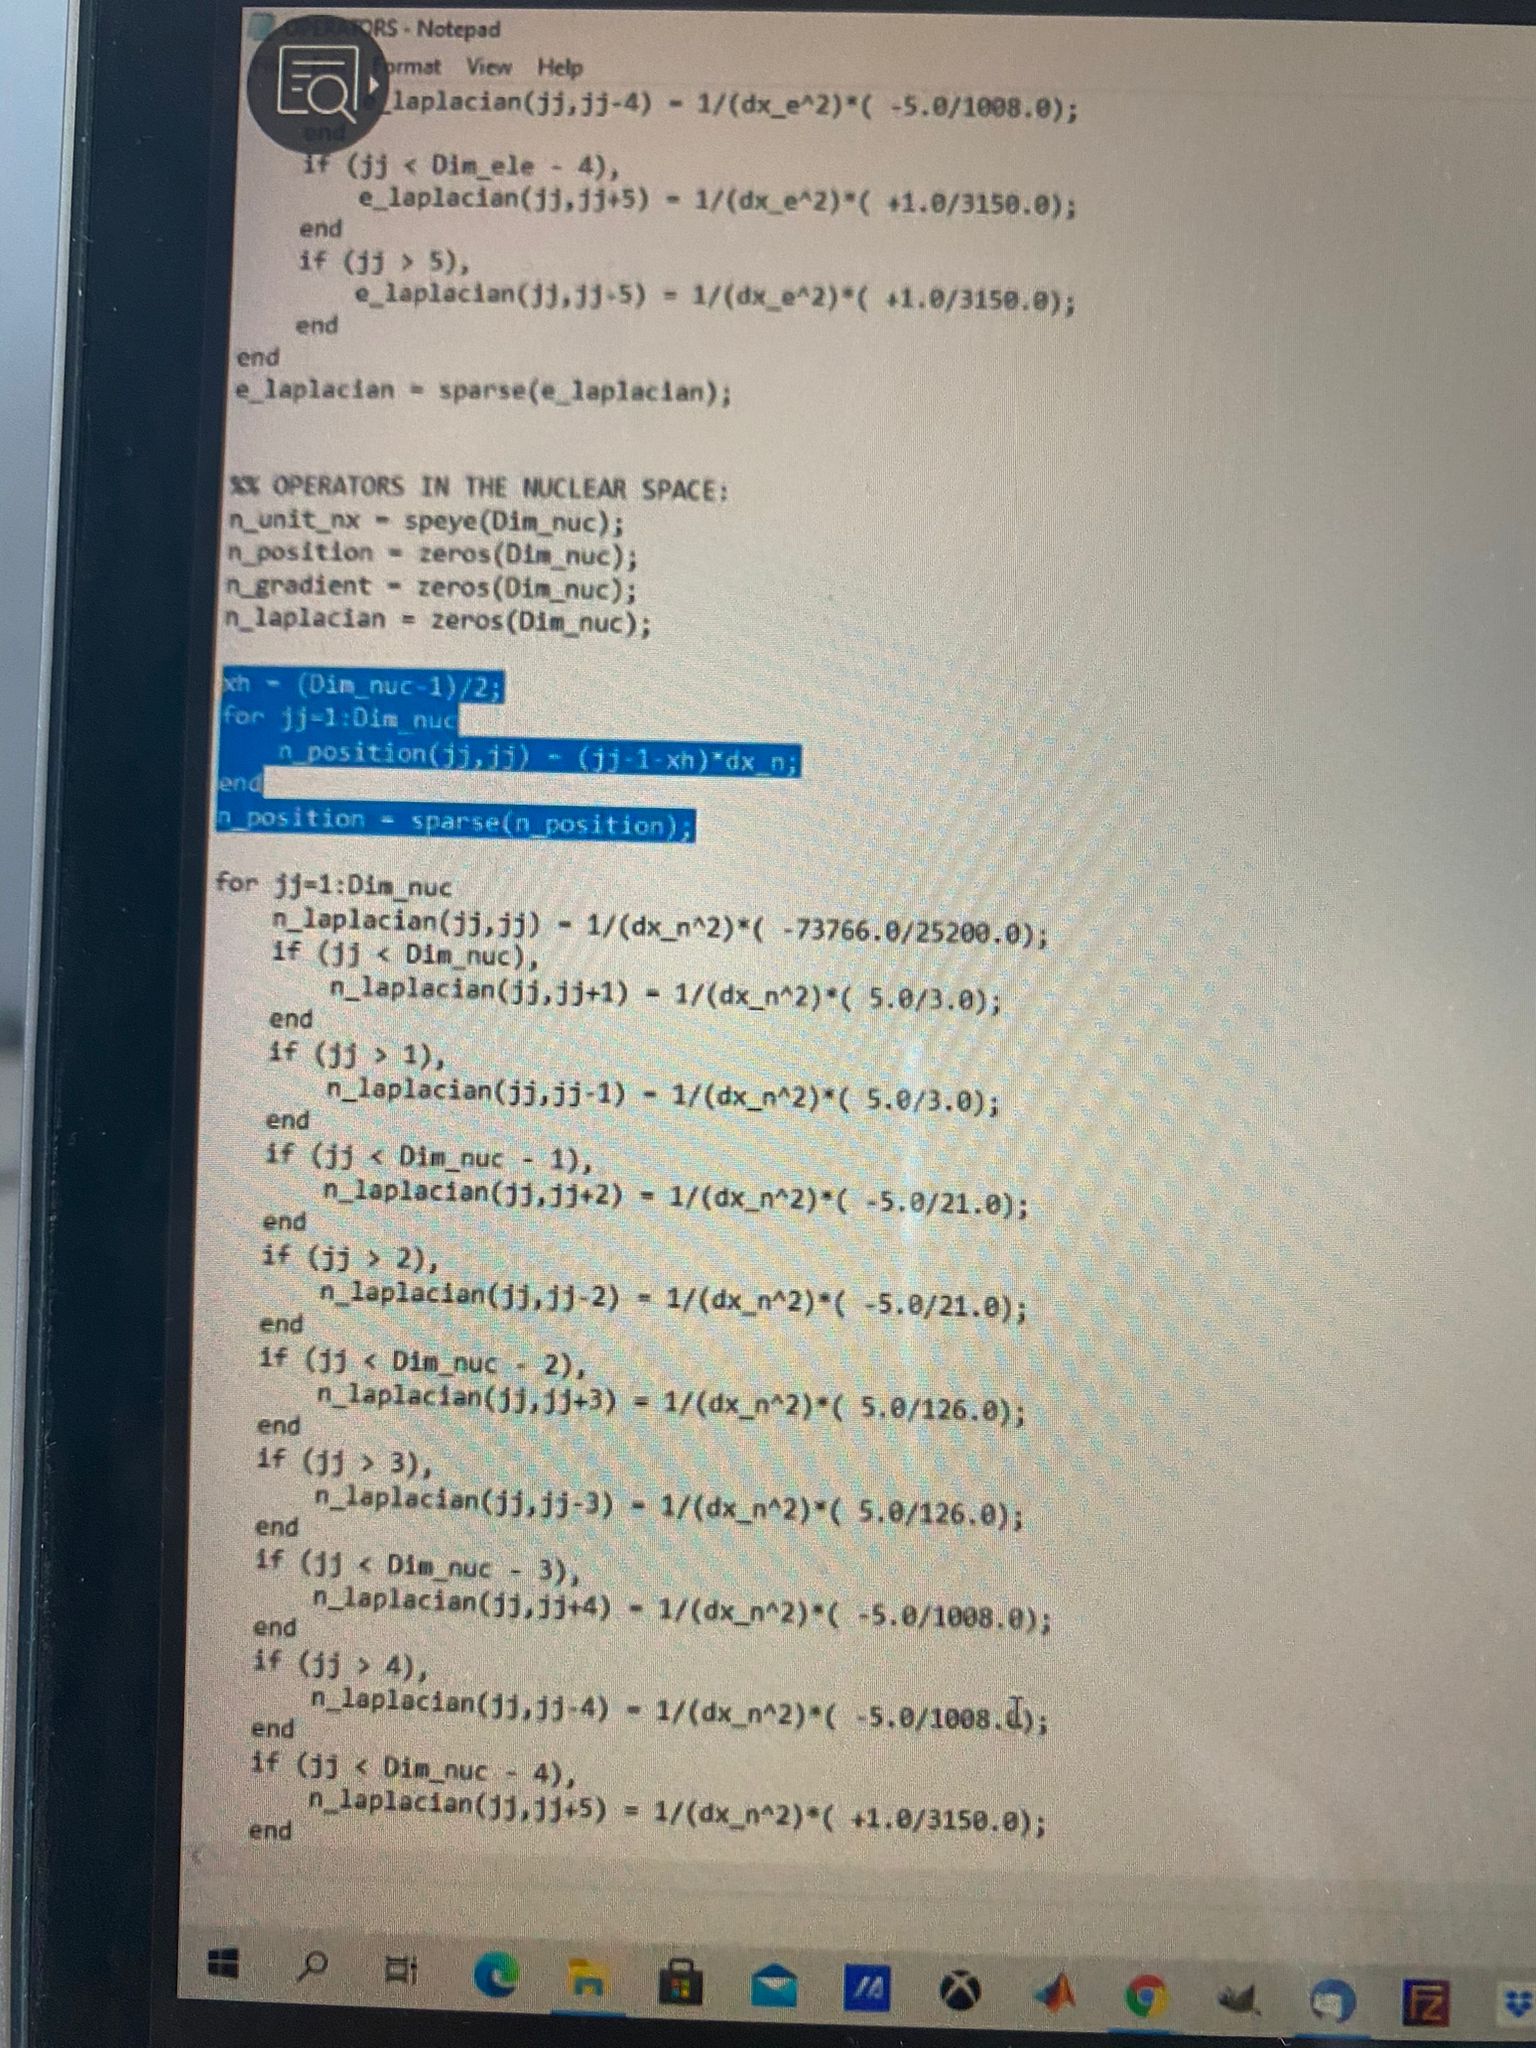 OPERATORS - Notepad
Format View Help
e_laplacian(jj,jj-4) = 1/(dx_e^2)*( -5.0/1008.0);
end
if (jj < Dim_ele - 4),
e_laplacian(jj,jj+5) = 1/(dx_e^2)*( +1.0/3150.0);
end
if (jj > 5),
e_laplacian(jj,jj-5) = 1/(dx_e^2)*( +1.0/3150.0);
end
end
e_laplacian = sparse(e_laplacian);
%% OPERATORS IN THE NUCLEAR SPACE:
n_unit_nx = speye(Dim_nuc);
n_position = zeros(Dim_nuc);
n_gradient = zeros(Dim_nuc);
n_laplacian = zeros(Dim_nuc);
xh = (Dim_nuc-1)/2;
for jj=1:Dim_nuc
n_position(jj,jj) = (jj-1-xh)*dx_n;
end
n_position = sparse(n_position);
for jj=1:Dim_nuc
n_laplacian(jj,jj) = 1/(dx_n^2)*( -73766.0/25200.0);
if (jj < Dim_nuc),
n_laplacian(jj,jj+1) = 1/(dx_n^2)*( 5.0/3.0);
end
if (jj > 1),
n_laplacian(jj,jj-1) = 1/(dx_n^2)*( 5.0/3.0);
end
if (jj < Dim_nuc - 1),
n_laplacian(jj,jj+2) = 1/(dx_n^2)*( -5.0/21.0);
end
if (jj > 2),
n_laplacian(jj,jj-2) = 1/(dx_n^2)*( -5.0/21.0);
end
if (jj < Dim_nuc - 2),
n_laplacian(jj,jj+3) = 1/(dx_n^2)*( 5.0/126.0);
end
if (jj > 3),
n_laplacian(jj,jj-3) = 1/(dx_n^2)*( 5.0/126.0);
end
if (jj < Dim_nuc - 3),
n_laplacian(jj,jj+4) = 1/(dx_n^2)*( -5.0/1008.0);
end
if (jj > 4),
n_laplacian(jj,jj-4) = 1/(dx_n^2)*( -5.0/1008.0);
end
if (jj < Dim_nuc - 4),
n_laplacian(jj,jj+5) = 1/(dx_n^2)*( +1.0/3150.0);
end